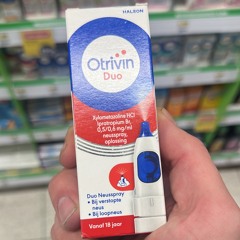 HALEON
Otrivin
Duo
Xylometazoline HCl
Ipratropium Br,
0,5/0,6 mg/ml
neusspray,
oplossing
Duo Neusspray
• Bij verstopte
neus
• Bij loopneus
Vanaf 18 jaar